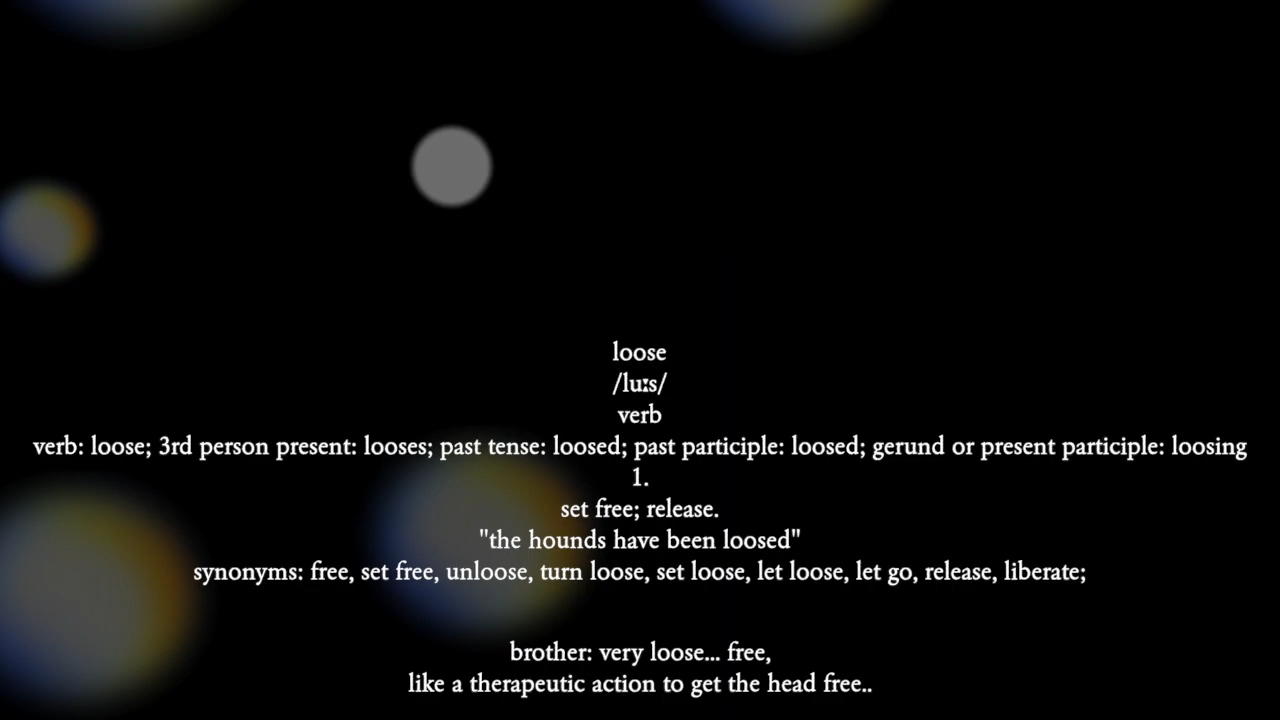 loose
/luːs/
verb
verb: loose; 3rd person present: looses; past tense: loosed; past participle: loosed; gerund or present participle: loosing
1.
set free; release.
"the hounds have been loosed"
synonyms: free, set free, unloose, turn loose, set loose, let loose, let go, release, liberate;
brother: very loose... free,
like a therapeutic action to get the head free..